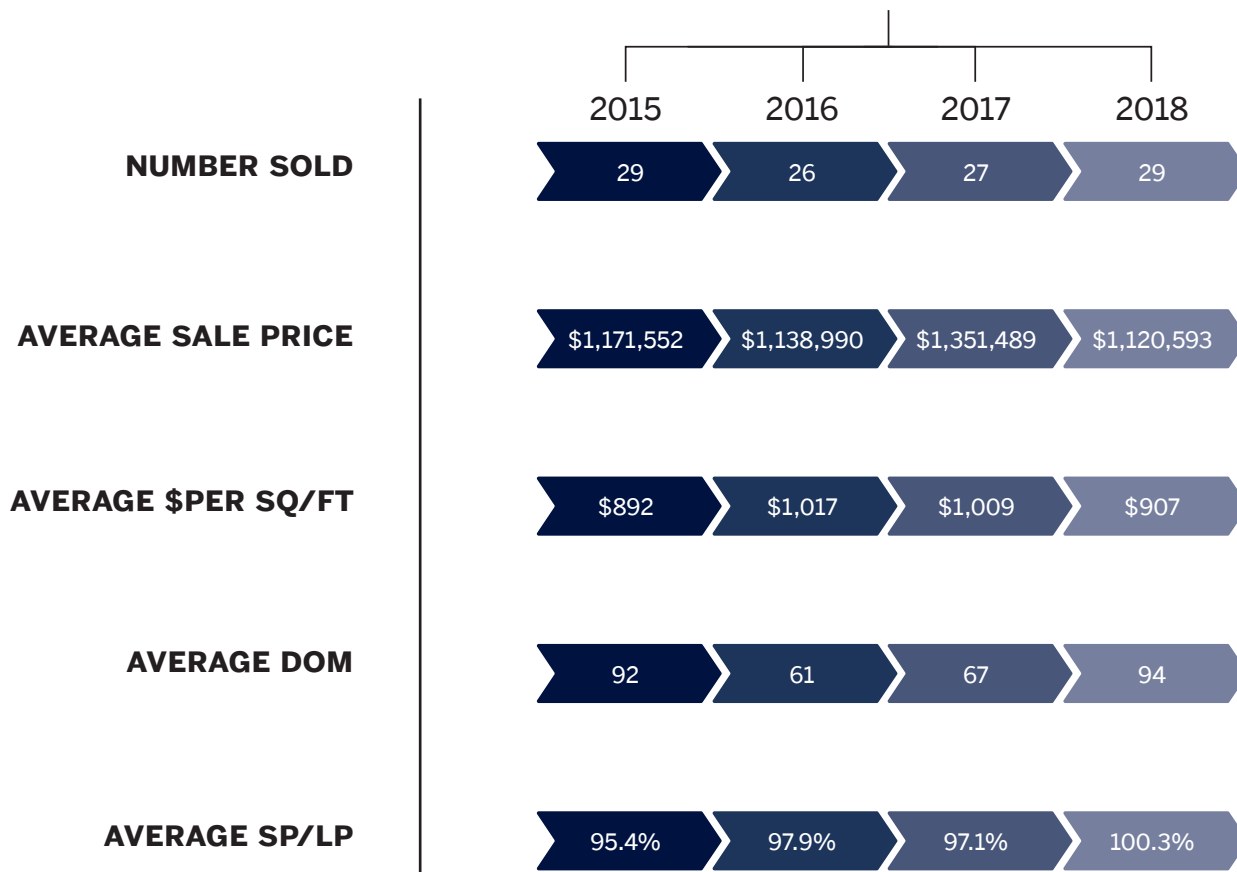 2015 2016 2017 2018
NUMBER SOLD 29 26 27 29
AVERAGE SALE PRICE $1,171,552 $1,138,990 $1,351,489 $1,120,593
AVERAGE $PER SQ/FT $892 $1,017 $1,009 $907
AVERAGE DOM 92 61 67 94
AVERAGE SP/LP 95.4% 97.9% 97.1% 100.3%